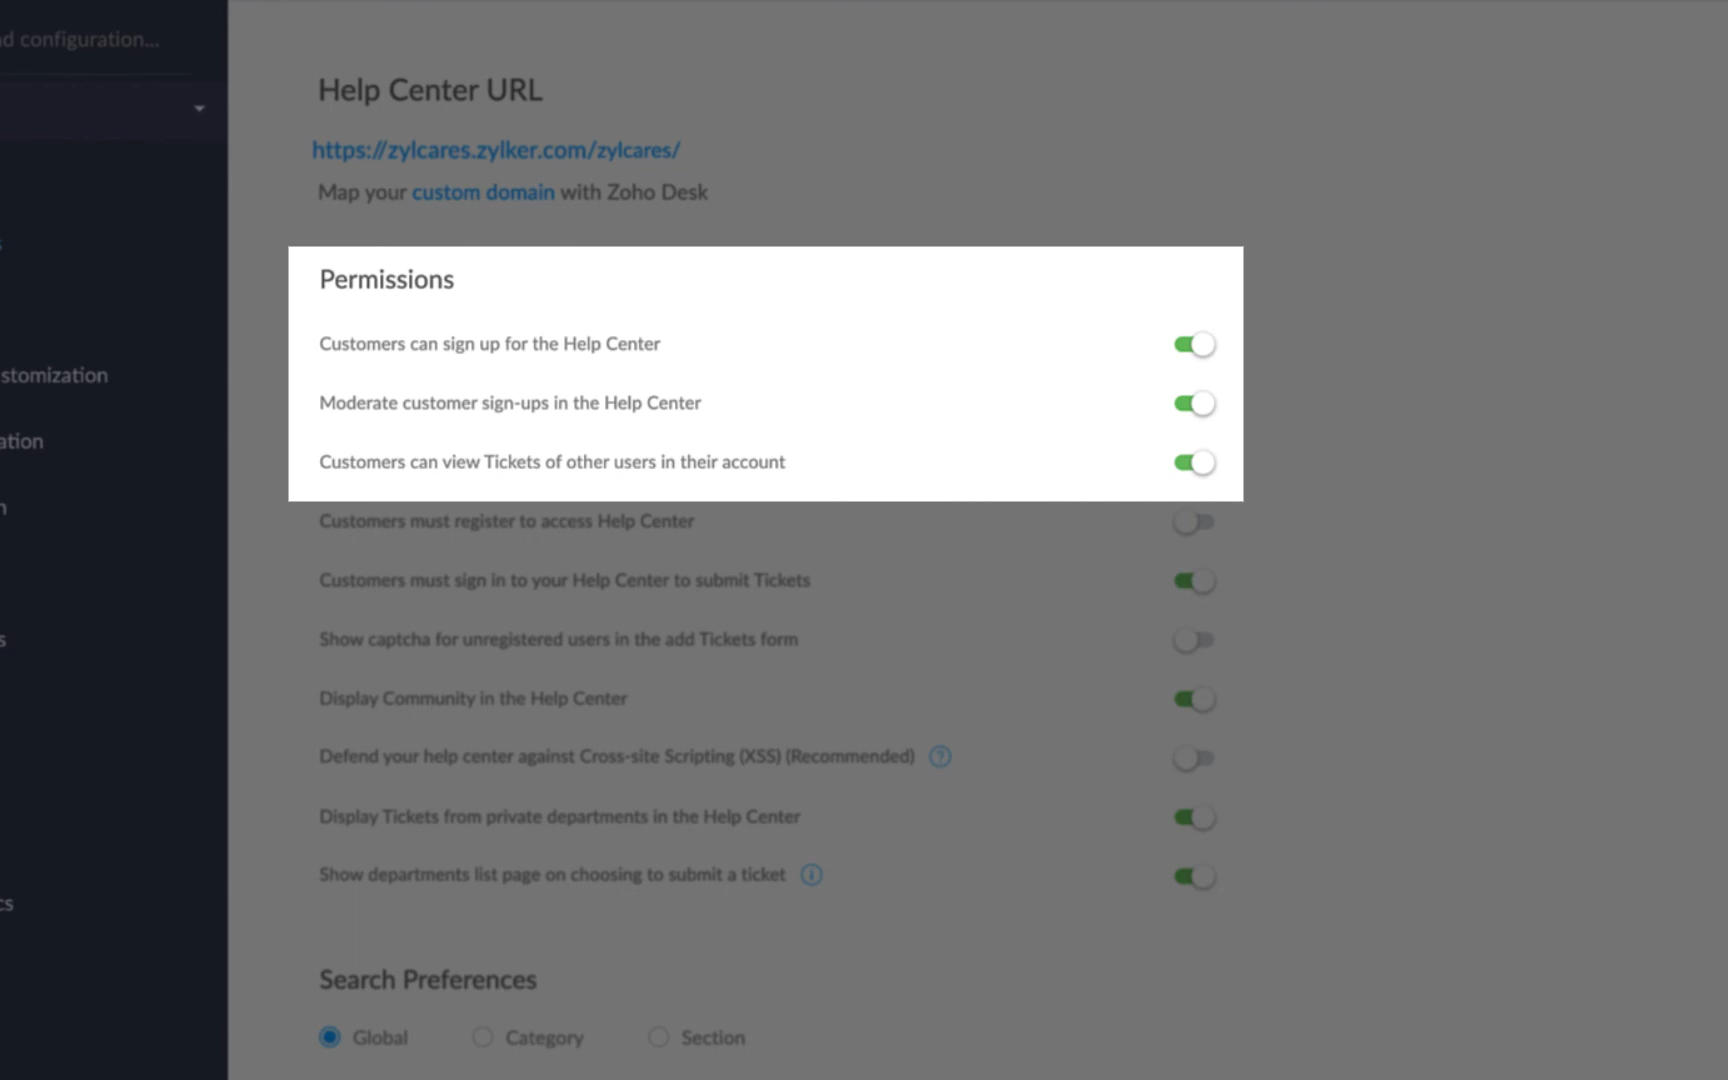 configuration...
Help Center URL
https://zylcares.zylker.com/zylcares/
Map your custom domain with Zoho Desk
Permissions
Customers can sign up for the Help Center
Moderate customer sign-ups in the Help Center
Customers can view Tickets of other users in their account
Customers must register to access Help Center
Customers must sign in to your Help Center to submit Tickets
Show captcha for unregistered users in the add Tickets form
Display Community in the Help Center
Defend your help center against Cross-site Scripting (XSS) (Recommended) ?
Display Tickets from private departments in the Help Center
Show departments list page on choosing to submit a ticket i
Search Preferences
Global Category Section